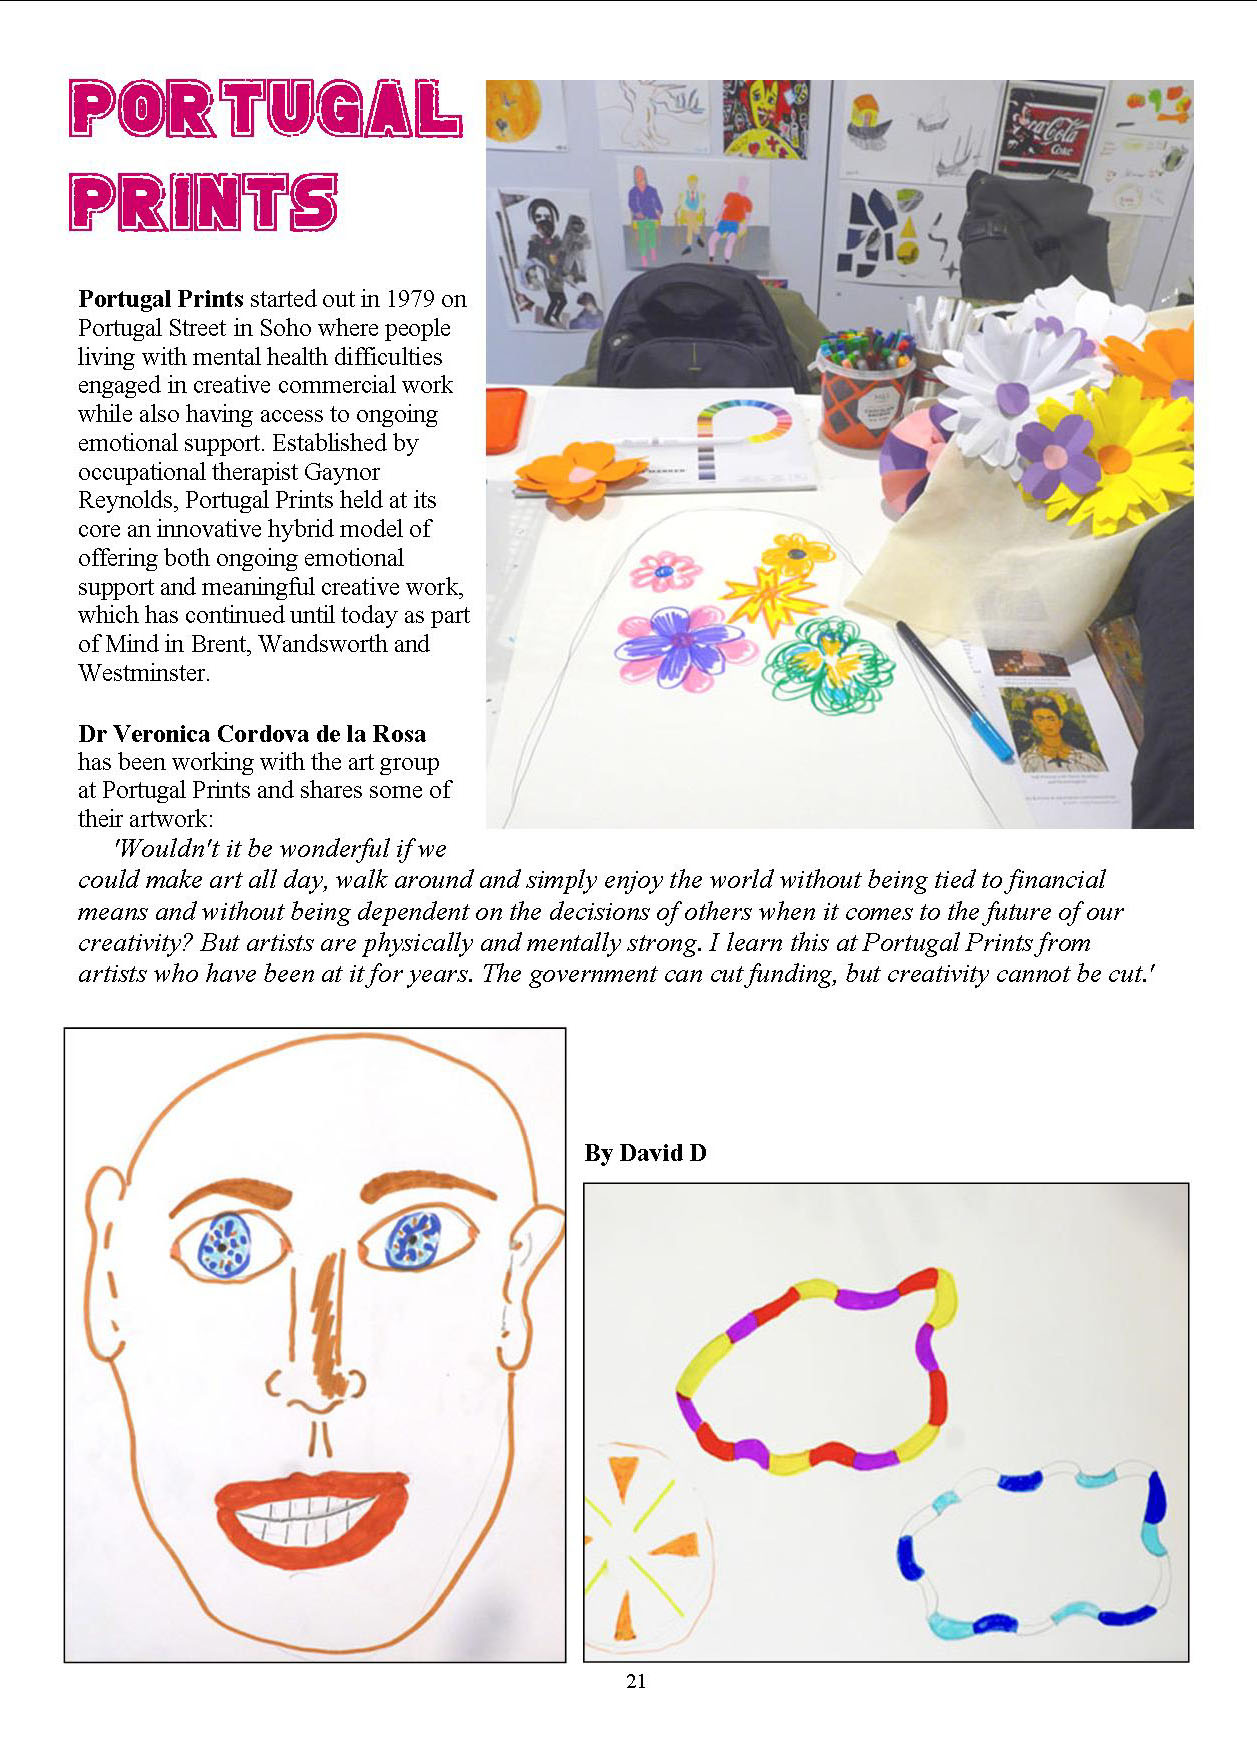 PORTUGAL
PRINTS
Portugal Prints started out in 1979 on
Portugal Street in Soho where people
living with mental health difficulties
engaged in creative commercial work
while also having access to ongoing
emotional support. Established by
occupational therapist Gaynor
Reynolds, Portugal Prints held at its
core an innovative hybrid model of
offering both ongoing emotional
support and meaningful creative work,
which has continued until today as part
of Mind in Brent, Wandsworth and
Westminster.
Dr Veronica Cordova de la Rosa
has been working with the art group
at Portugal Prints and shares some of
their artwork:
'Wouldn't it be wonderful if we
could make art all day, walk around and simply enjoy the world without being tied to financial
means and without being dependent on the decisions of others when it comes to the future of our
creativity? But artists are physically and mentally strong. I learn this at Portugal Prints from
artists who have been at it for years. The government can cut funding, but creativity cannot be cut.'
Coca-Cola
Coke
By David D
21